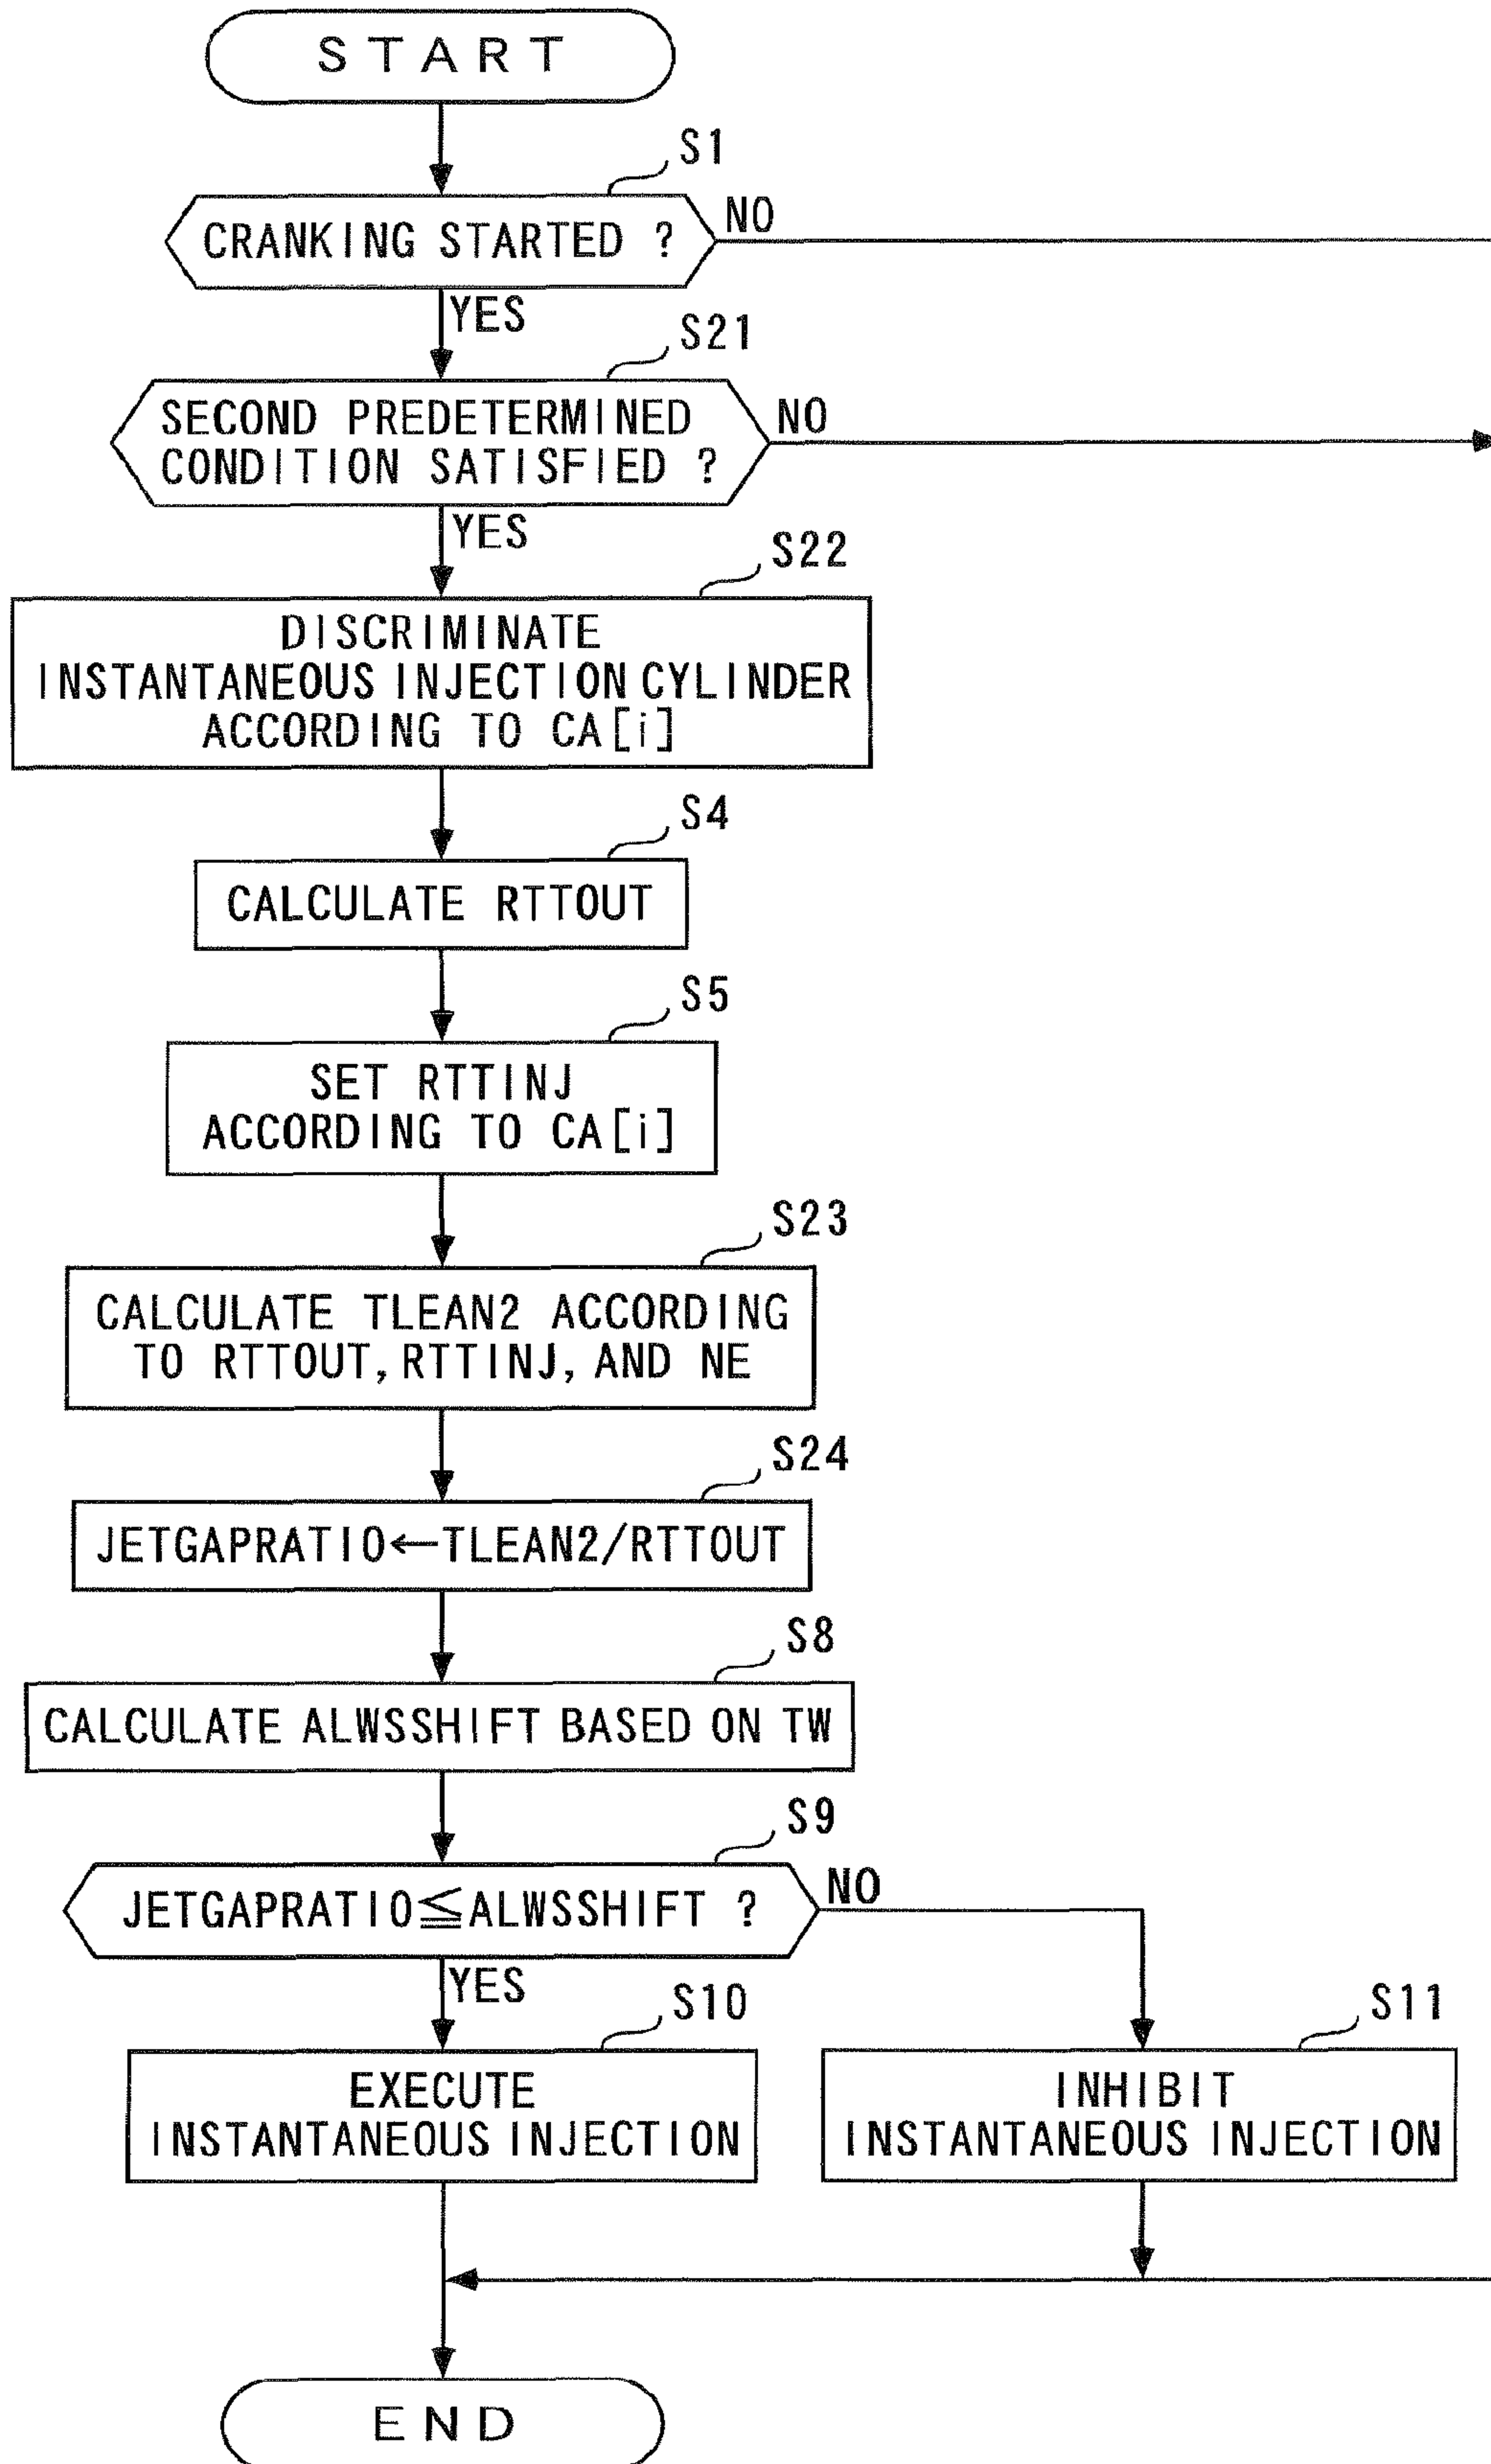 START
S1
CRANKING STARTED ?
NO
YES
S21
SECOND PREDETERMINED
CONDITION SATISFIED ?
NO
YES
S22
DISCRIMINATE
INSTANTANEOUS INJECTION CYLINDER
ACCORDING TO CA[i]
S4
CALCULATE RTTOUT
S5
SET RTTINJ
ACCORDING TO CA[i]
S23
CALCULATE TLEAN2 ACCORDING
TO RTTOUT, RTTINJ, AND NE
S24
JETGAPRATIO←TLEAN2/RTTOUT
S8
CALCULATE ALWSSHIFT BASED ON TW
S9
JETGAPRATIO≦ALWSSHIFT ?
NO
YES
S10
EXECUTE
INSTANTANEOUS INJECTION
S11
INHIBIT
INSTANTANEOUS INJECTION
END